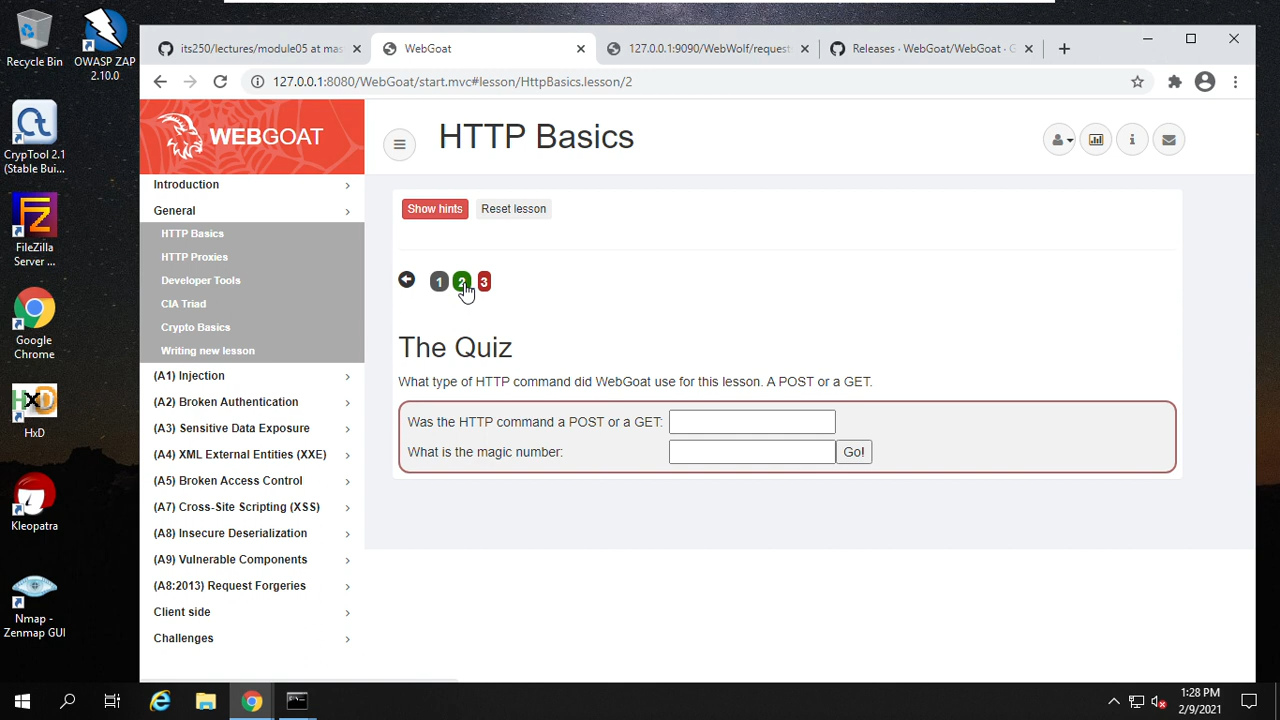 Recycle Bin
OWASP ZAP
2.10.0
CrypTool 2.1
(Stable Bui...
FileZilla
Server ...
Google
Chrome
HxD
Kleopatra
Nmap -
Zenmap GUI
its250/lectures/module05 at mas
WebGoat
127.0.0.1:9090/WebWolf/request
Releases · WebGoat/WebGoat · G
127.0.0.1:8080/WebGoat/start.mvc#lesson/HttpBasics.lesson/2
WEBGOAT
HTTP Basics
Introduction
General
HTTP Basics
HTTP Proxies
Developer Tools
CIA Triad
Crypto Basics
Writing new lesson
(A1) Injection
(A2) Broken Authentication
(A3) Sensitive Data Exposure
(A4) XML External Entities (XXE)
(A5) Broken Access Control
(A7) Cross-Site Scripting (XSS)
(A8) Insecure Deserialization
(A9) Vulnerable Components
(A8:2013) Request Forgeries
Client side
Challenges
Show hints Reset lesson
1 2 3
The Quiz
What type of HTTP command did WebGoat use for this lesson. A POST or a GET.
Was the HTTP command a POST or a GET:
What is the magic number: Go!
1:28 PM
2/9/2021